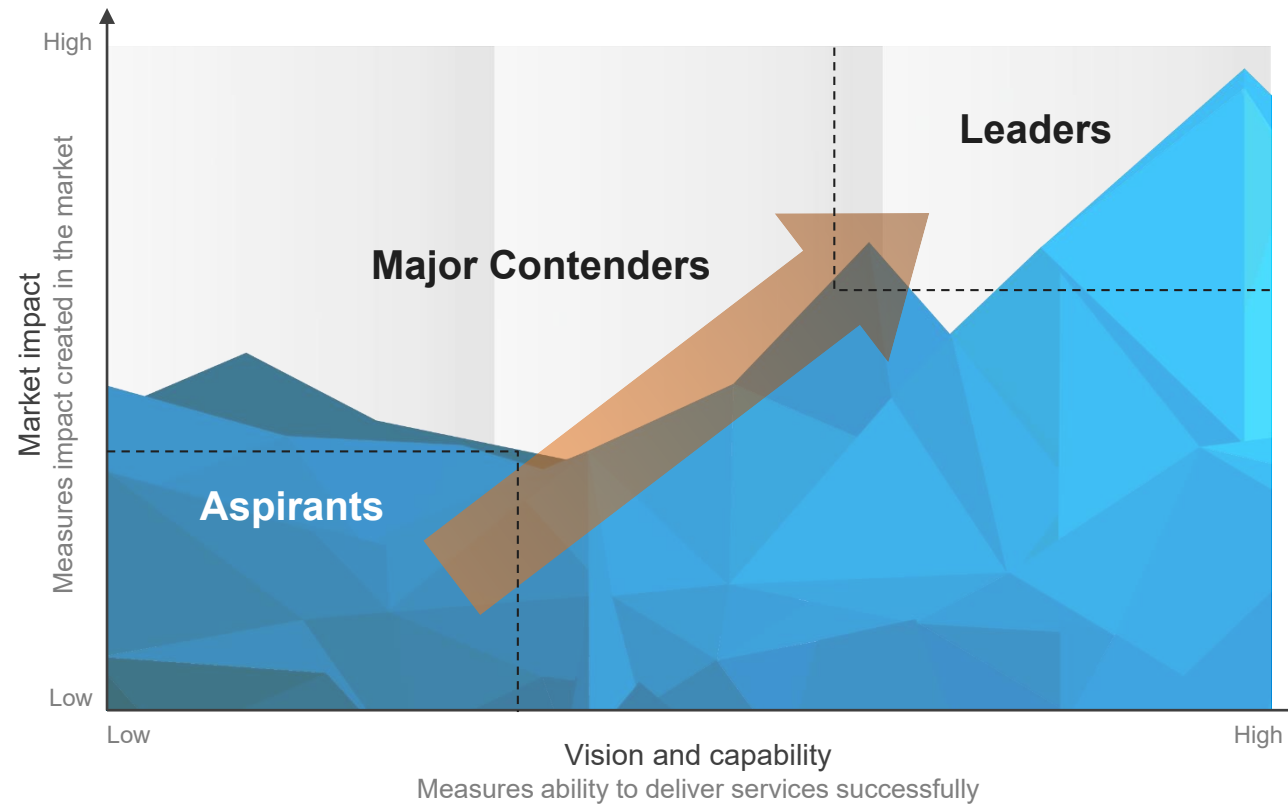 High
Leaders
Major Contenders
Market impact
Measures impact created in the market
Aspirants
Low
Low
High
Vision and capability
Measures ability to deliver services successfully